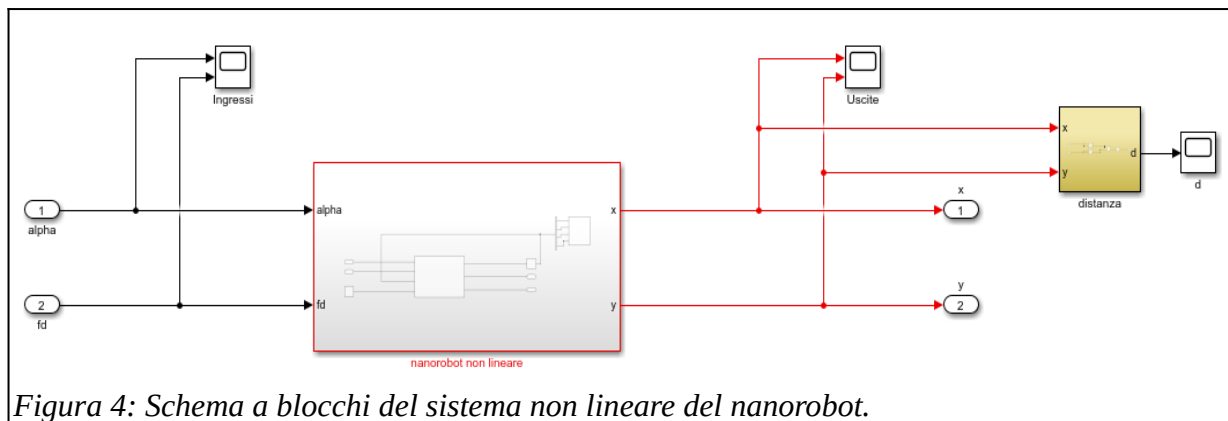 Ingressi
Uscite
x
y
d
d
distanza
1
alpha
alpha
x
x
1
2
fd
fd
y
y
2
nanorobot non lineare
Figura 4: Schema a blocchi del sistema non lineare del nanorobot.